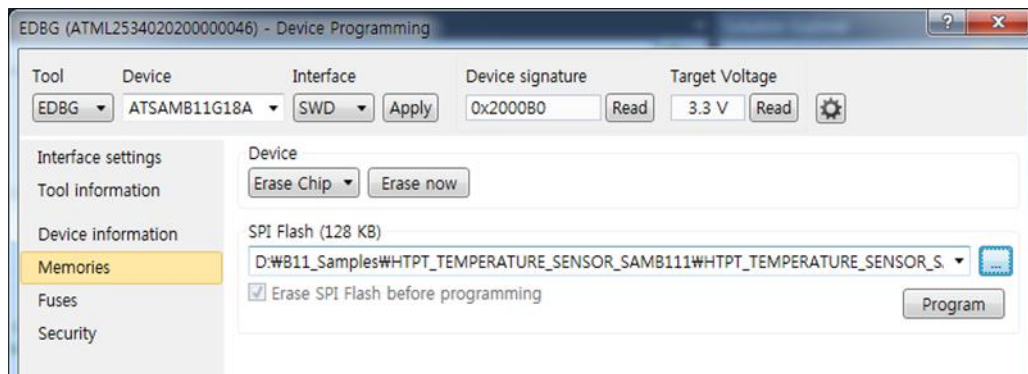 EDBG (ATML2534020200000046) - Device Programming
Tool Device Interface Device signature Target Voltage
EDBG ATSAMB11G18A SWD Apply 0x2000B0 Read 3.3 V Read
Interface settings
Tool information
Device information
Memories
Fuses
Security
Device
Erase Chip Erase now
SPI Flash (128 KB)
D:₩B11_Samples₩HTPT_TEMPERATURE_SENSOR_SAMB111₩HTPT_TEMPERATURE_SENSOR_S. ...
Erase SPI Flash before programming
Program